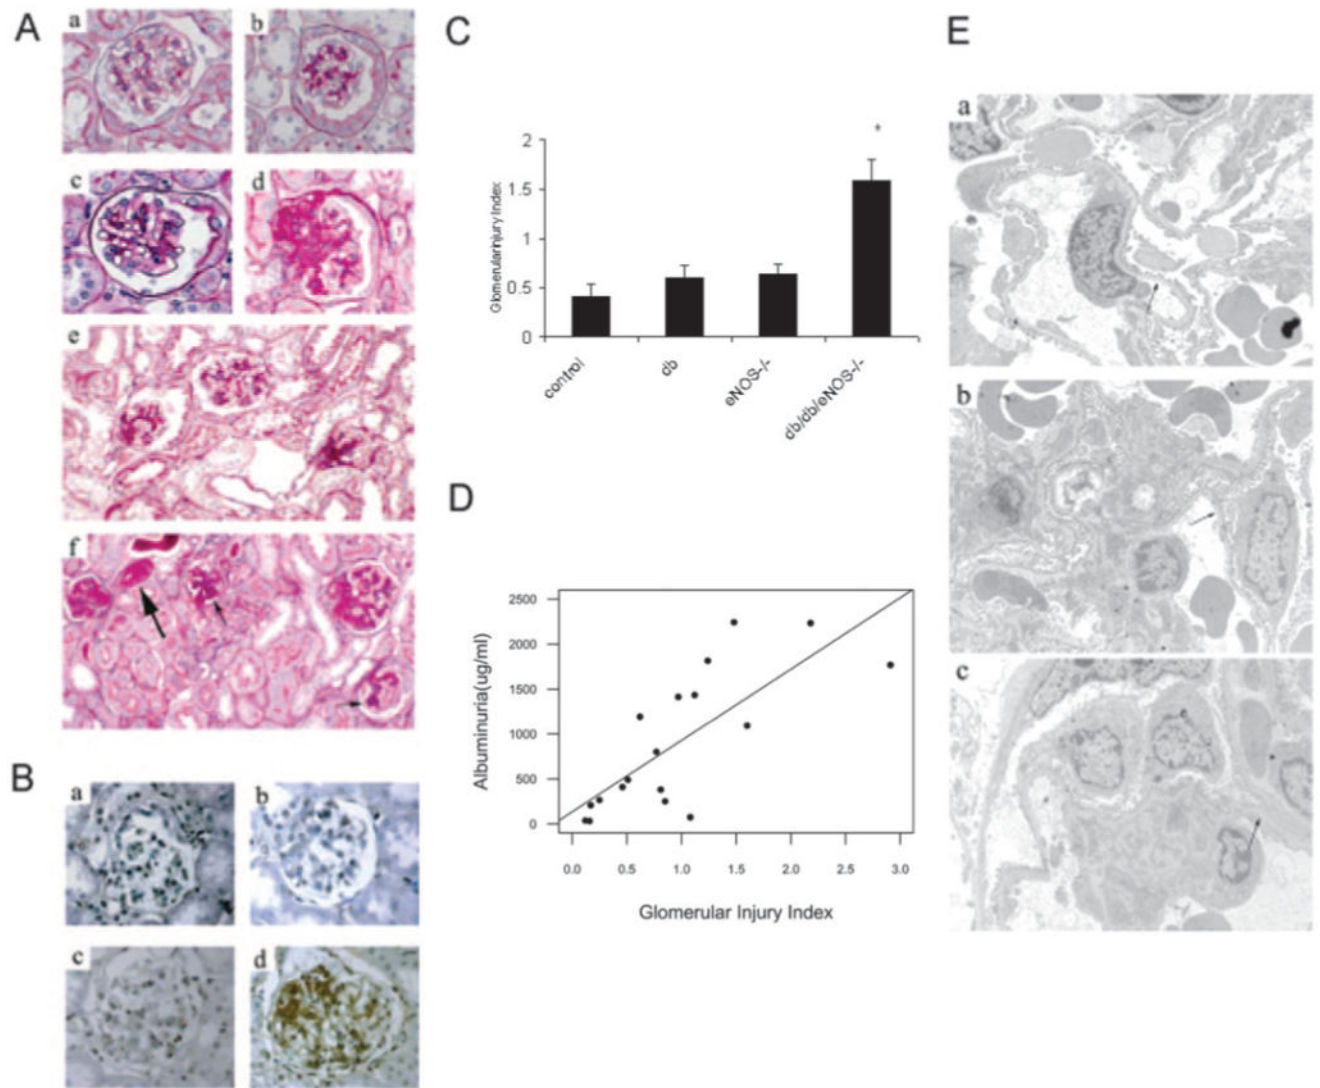 A
a
b
c
d
e
f
B
a
b
c
d
C
Glomerular injury Index
2
1.5
1
0.5
0
*
control
db
eNOS-/-
db/db/eNOS-/-
D
Albuminuria(ug/ml)
2500
2000
1500
1000
500
0
0.0 0.5 1.0 1.5 2.0 2.5 3.0
Glomerular Injury Index
E
a
b
c